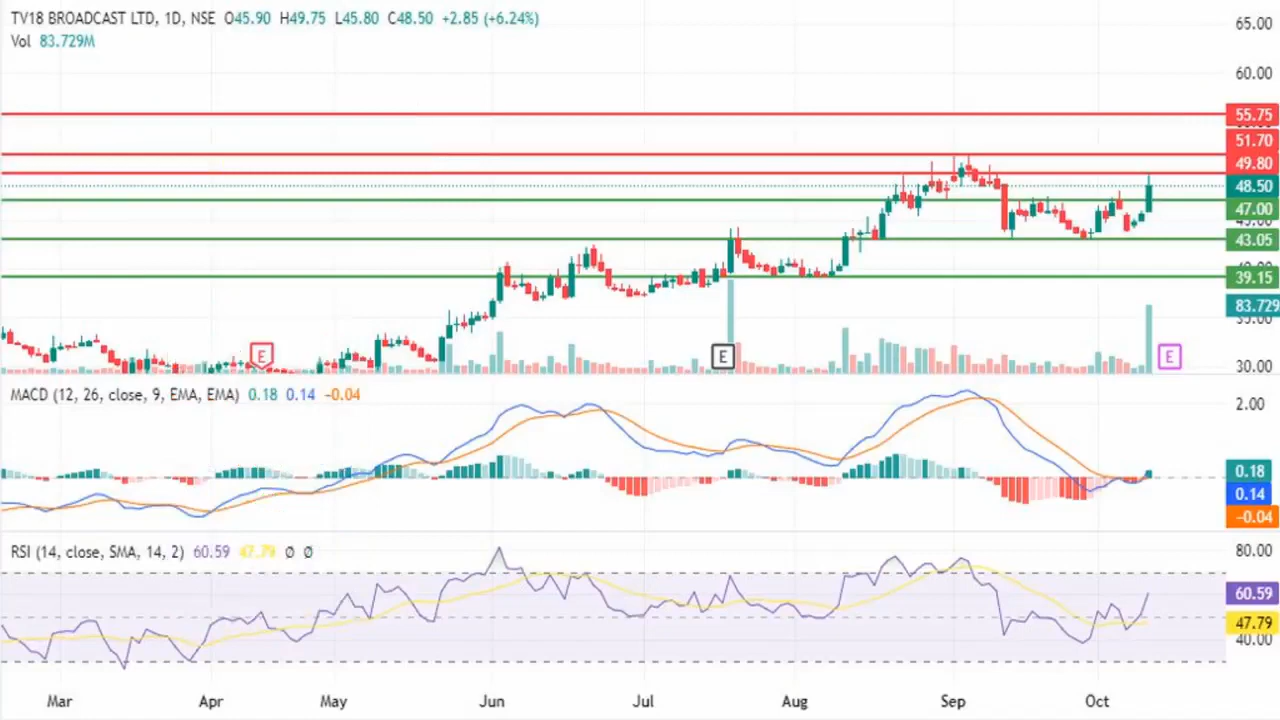 TV18 BROADCAST LTD, 1D, NSE O45.90 H49.75 L45.80 C48.50 +2.85 (+6.24%)
Vol 83.729M
65.00
60.00
55.75
51.70
49.80
48.50
47.00
43.05
39.15
83.729
30.00
E
E
E
MACD (12, 26, close, 9, EMA, EMA) 0.18 0.14 −0.04
2.00
0.18
0.14
−0.04
RSI (14, close, SMA, 14, 2) 60.59 47.79 Ø Ø
80.00
60.59
47.79
40.00
Mar Apr May Jun Jul Aug Sep Oct